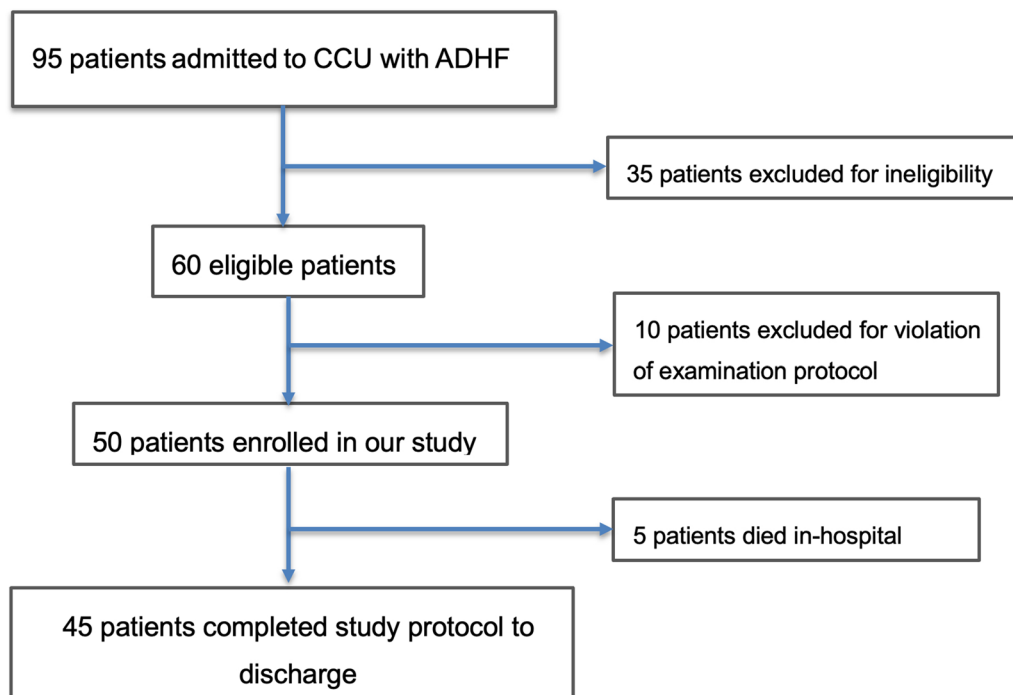 95 patients admitted to CCU with ADHF
35 patients excluded for ineligibility
60 eligible patients
10 patients excluded for violation
of examination protocol
50 patients enrolled in our study
5 patients died in-hospital
45 patients completed study protocol to
discharge